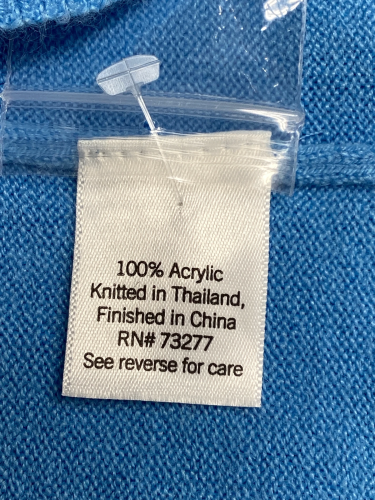 100% Acrylic
Knitted in Thailand,
Finished in China
RN# 73277
See reverse for care